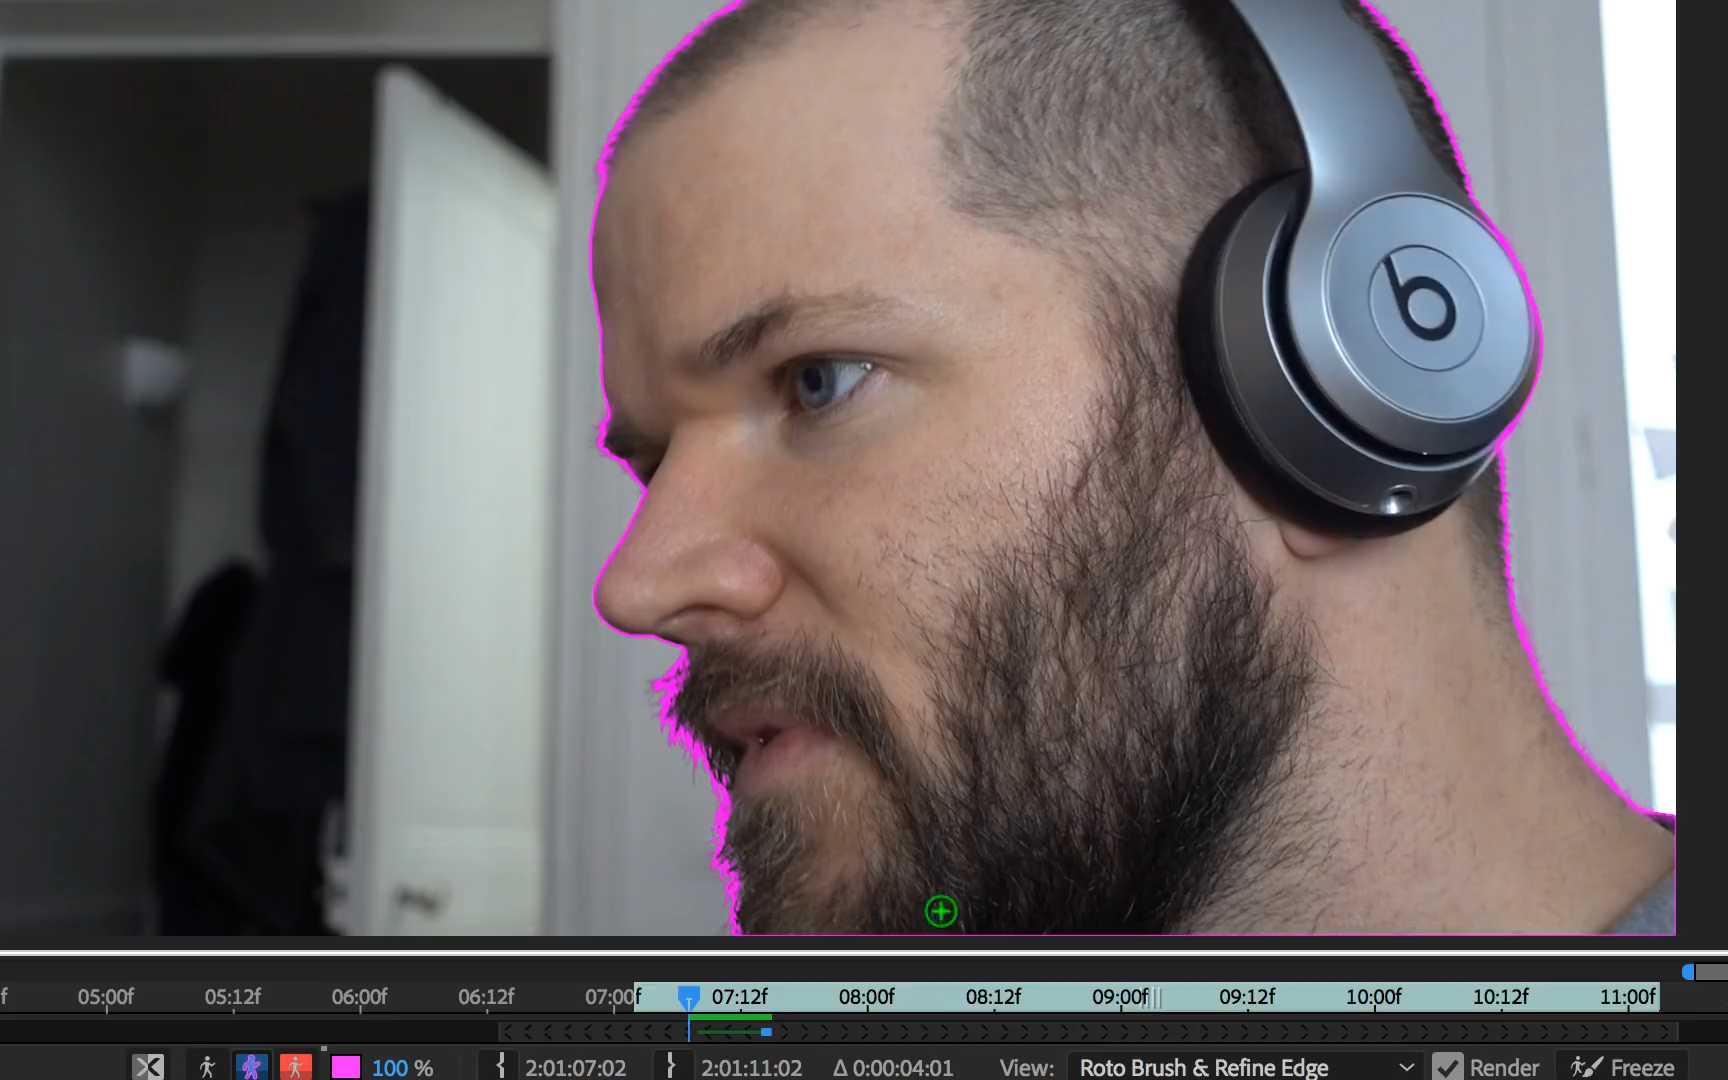 b
f 05:00f 05:12f 06:00f 06:12f 07:00f 07:12f 08:00f 08:12f 09:00f 09:12f 10:00f 10:12f 11:00f
100 % 2:01:07:02 2:01:11:02 Δ 0:00:04:01 View: Roto Brush & Refine Edge Render Freeze